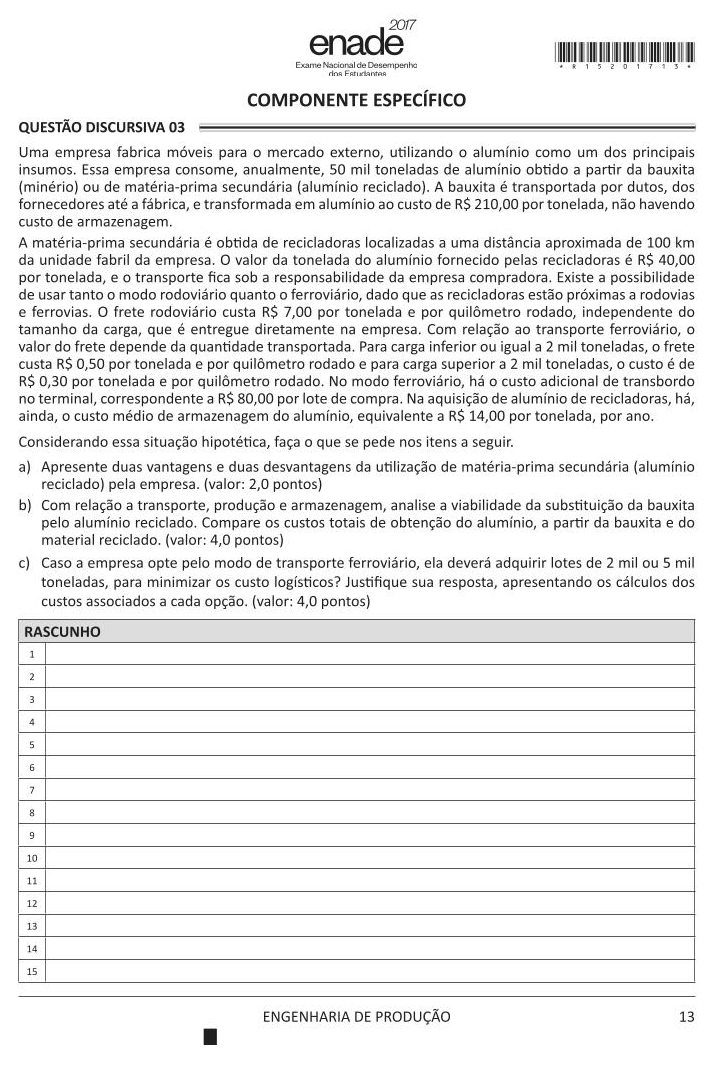 2017
enade
Exame Nacional de Desempenho
dos Estudantes
* R 1 5 2 0 1 7 1 3 *
COMPONENTE ESPECÍFICO
QUESTÃO DISCURSIVA 03
Uma empresa fabrica móveis para o mercado externo, utilizando o alumínio como um dos principais
insumos. Essa empresa consome, anualmente, 50 mil toneladas de alumínio obtido a partir da bauxita
(minério) ou de matéria-prima secundária (alumínio reciclado). A bauxita é transportada por dutos, dos
fornecedores até a fábrica, e transformada em alumínio ao custo de R$ 210,00 por tonelada, não havendo
custo de armazenagem.
A matéria-prima secundária é obtida de recicladoras localizadas a uma distância aproximada de 100 km
da unidade fabril da empresa. O valor da tonelada do alumínio fornecido pelas recicladoras é R$ 40,00
por tonelada, e o transporte fica sob a responsabilidade da empresa compradora. Existe a possibilidade
de usar tanto o modo rodoviário quanto o ferroviário, dado que as recicladoras estão próximas a rodovias
e ferrovias. O frete rodoviário custa R$ 7,00 por tonelada e por quilômetro rodado, independente do
tamanho da carga, que é entregue diretamente na empresa. Com relação ao transporte ferroviário, o
valor do frete depende da quantidade transportada. Para carga inferior ou igual a 2 mil toneladas, o frete
custa R$ 0,50 por tonelada e por quilômetro rodado e para carga superior a 2 mil toneladas, o custo é de
R$ 0,30 por tonelada e por quilômetro rodado. No modo ferroviário, há o custo adicional de transbordo
no terminal, correspondente a R$ 80,00 por lote de compra. Na aquisição de alumínio de recicladoras, há,
ainda, o custo médio de armazenagem do alumínio, equivalente a R$ 14,00 por tonelada, por ano.
Considerando essa situação hipotética, faça o que se pede nos itens a seguir.
a) Apresente duas vantagens e duas desvantagens da utilização de matéria-prima secundária (alumínio
reciclado) pela empresa. (valor: 2,0 pontos)
b) Com relação a transporte, produção e armazenagem, analise a viabilidade da substituição da bauxita
pelo alumínio reciclado. Compare os custos totais de obtenção do alumínio, a partir da bauxita e do
material reciclado. (valor: 4,0 pontos)
c) Caso a empresa opte pelo modo de transporte ferroviário, ela deverá adquirir lotes de 2 mil ou 5 mil
toneladas, para minimizar os custo logísticos? Justifique sua resposta, apresentando os cálculos dos
custos associados a cada opção. (valor: 4,0 pontos)
RASCUNHO
1
2
3
4
5
6
7
8
9
10
11
12
13
14
15
ENGENHARIA DE PRODUÇÃO 13